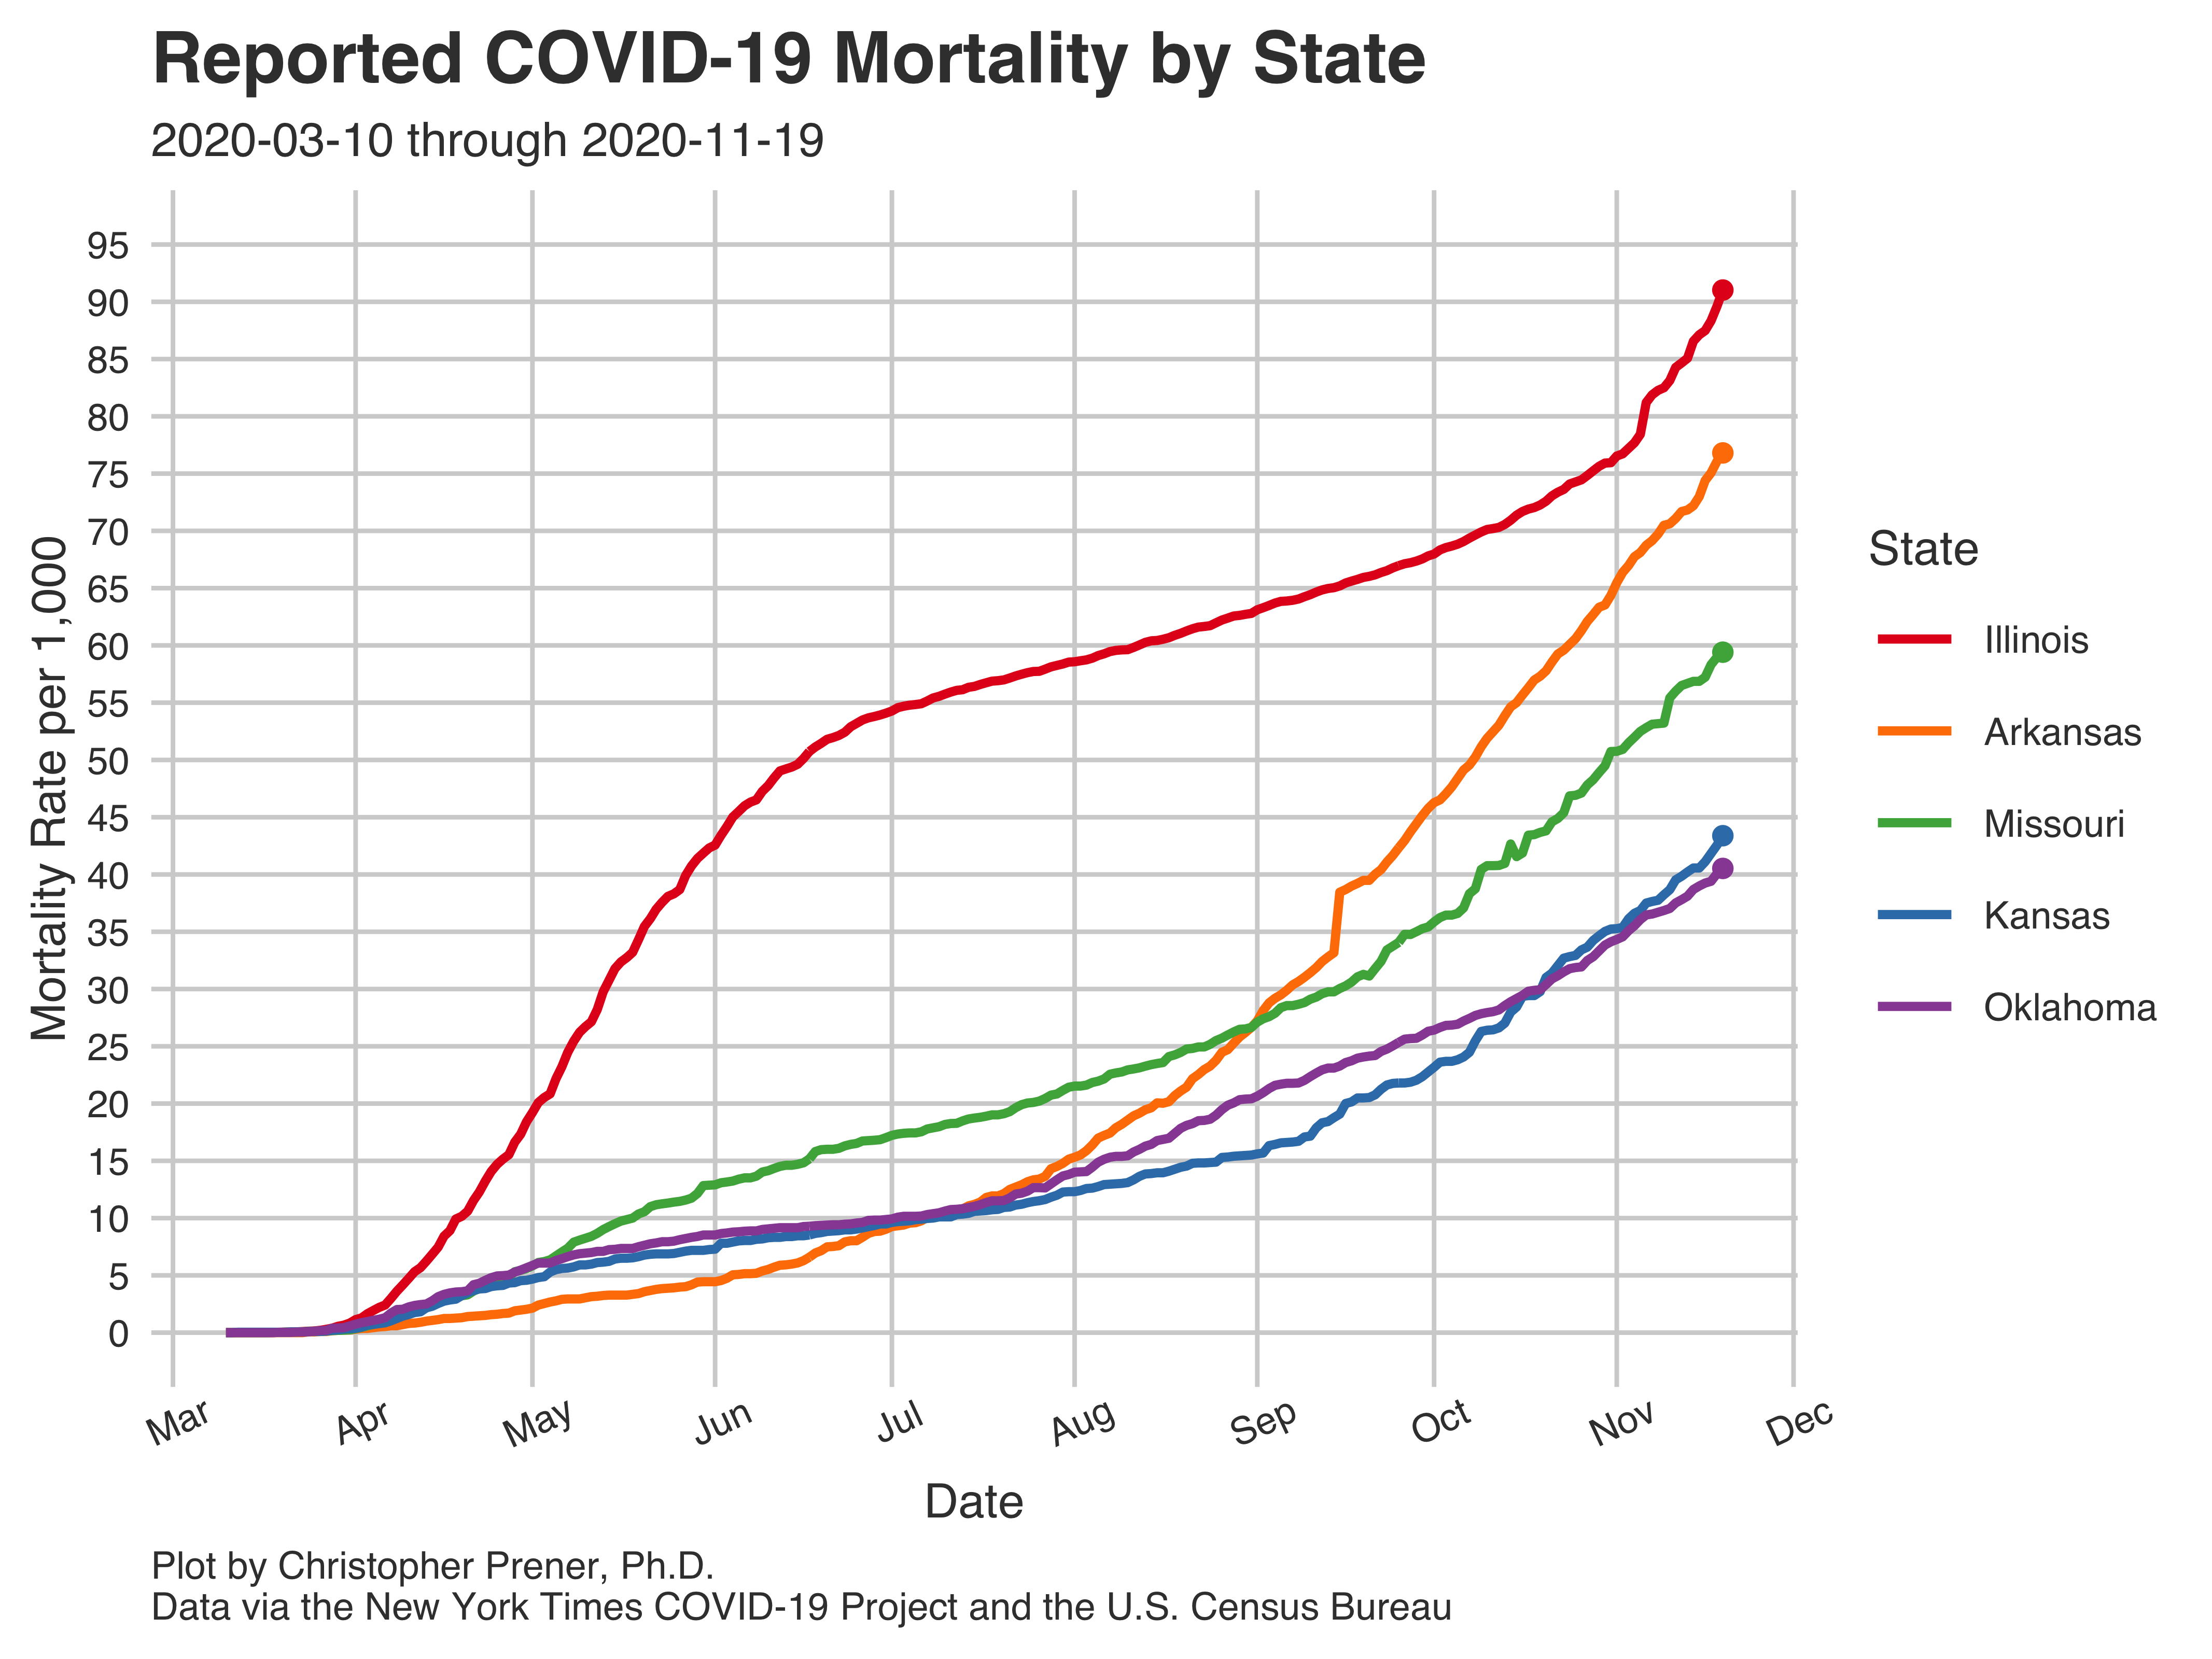 Reported COVID-19 Mortality by State
2020-03-10 through 2020-11-19
Mortality Rate per 1,000
95
90
85
80
75
70
65
60
55
50
45
40
35
30
25
20
15
10
5
0
Mar
Apr
May
Jun
Jul
Aug
Sep
Oct
Nov
Dec
Date
State
Illinois
Arkansas
Missouri
Kansas
Oklahoma
Plot by Christopher Prener, Ph.D.
Data via the New York Times COVID-19 Project and the U.S. Census Bureau